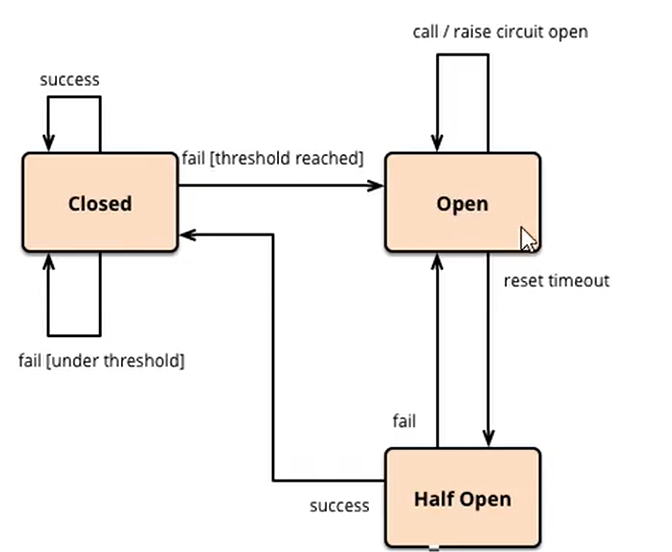 call / raise circuit open
success
fail [threshold reached]
Closed
Open
reset timeout
fail [under threshold]
fail
Half Open
success